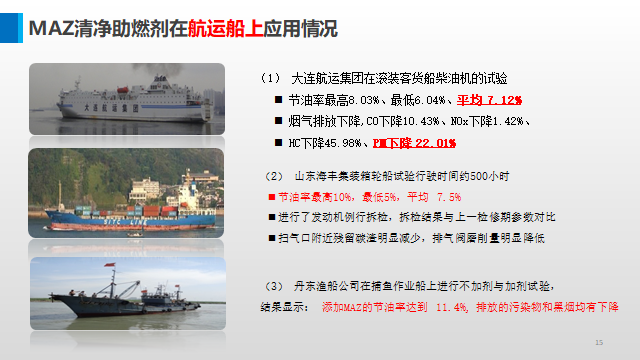 MAZ清净助燃剂在航运船上应用情况
大连航运集团
SITC LINE
（1） 大连航运集团在滚装客货船柴油机的试验
■ 节油率最高8.03%、最低6.04%、平均 7.12%
■ 烟气排放下降,CO下降10.43%、NOx下降1.42%、
■ HC下降45.98%、PM下降 22.01%
（2） 山东海丰集装箱轮船试验行驶时间约500小时
■ 节油率最高10%，最低5%，平均 7.5%
■ 进行了发动机例行拆检，拆检结果与上一检修期参数对比
■ 扫气口附近残留碳渣明显减少，排气阀磨削量明显降低
（3） 丹东渔船公司在捕鱼作业船上进行不加剂与加剂试验，
结果显示： 添加MAZ的节油率达到 11.4%, 排放的污染物和黑烟均有下降
15